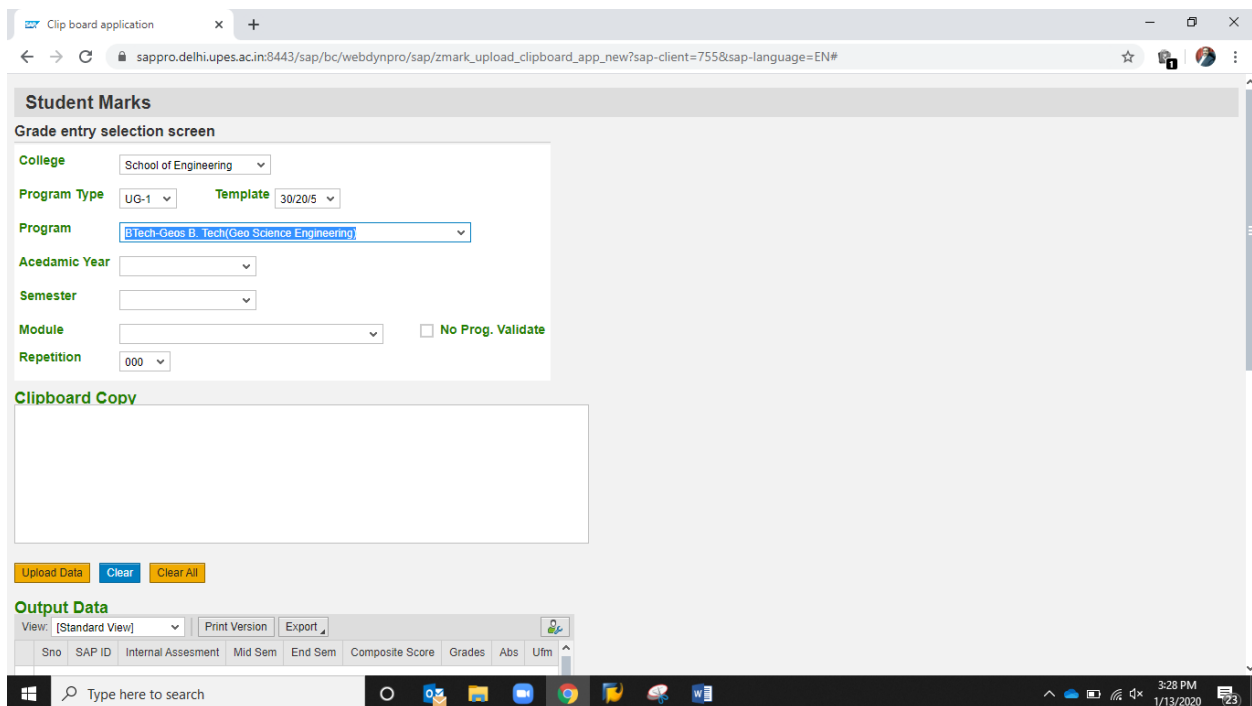 SAP Clip board application
sappro.delhi.upes.ac.in:8443/sap/bc/webdynpro/sap/zmark_upload_clipboard_app_new?sap-client=755&sap-language=EN#
1
Student Marks
Grade entry selection screen
College School of Engineering
Program Type UG-1 Template 30/20/5
Program BTech-Geos B. Tech(Geo Science Engineering)
Acedamic Year
Semester
Module No Prog. Validate
Repetition 000
Clipboard Copy
Upload Data Clear Clear All
Output Data
View: [Standard View] Print Version Export
Sno SAP ID Internal Assesment Mid Sem End Sem Composite Score Grades Abs Ufm
Type here to search
3:28 PM
1/13/2020
23